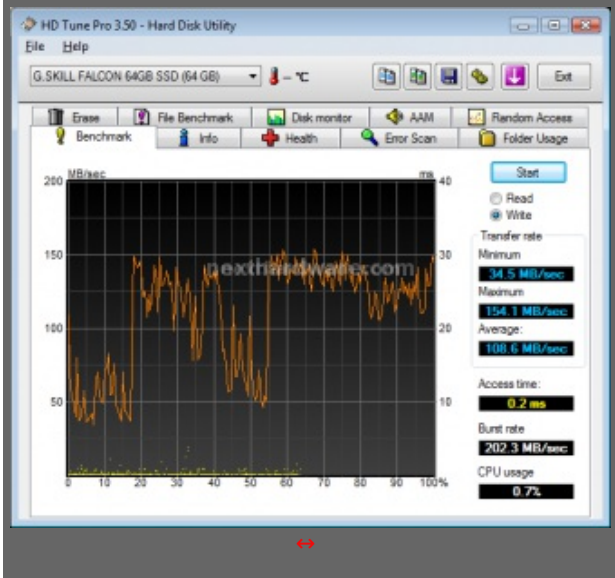 HD Tune Pro 3.50 - Hard Disk Utility
File Help
G.SKILL FALCON 64GB SSD (64 GB) – °C Exit
Erase File Benchmark Disk monitor AAM Random Access
Benchmark Info Health Error Scan Folder Usage
MB/sec ms
200 40
150 30
100 20
50 10
0 10 20 30 40 50 60 70 80 90 100%
nexthardware.com
Start
Read
Write
Transfer rate
Minimum
34.5 MB/sec
Maximum
154.1 MB/sec
Average:
108.6 MB/sec
Access time:
0.2 ms
Burst rate
202.3 MB/sec
CPU usage
0.7%